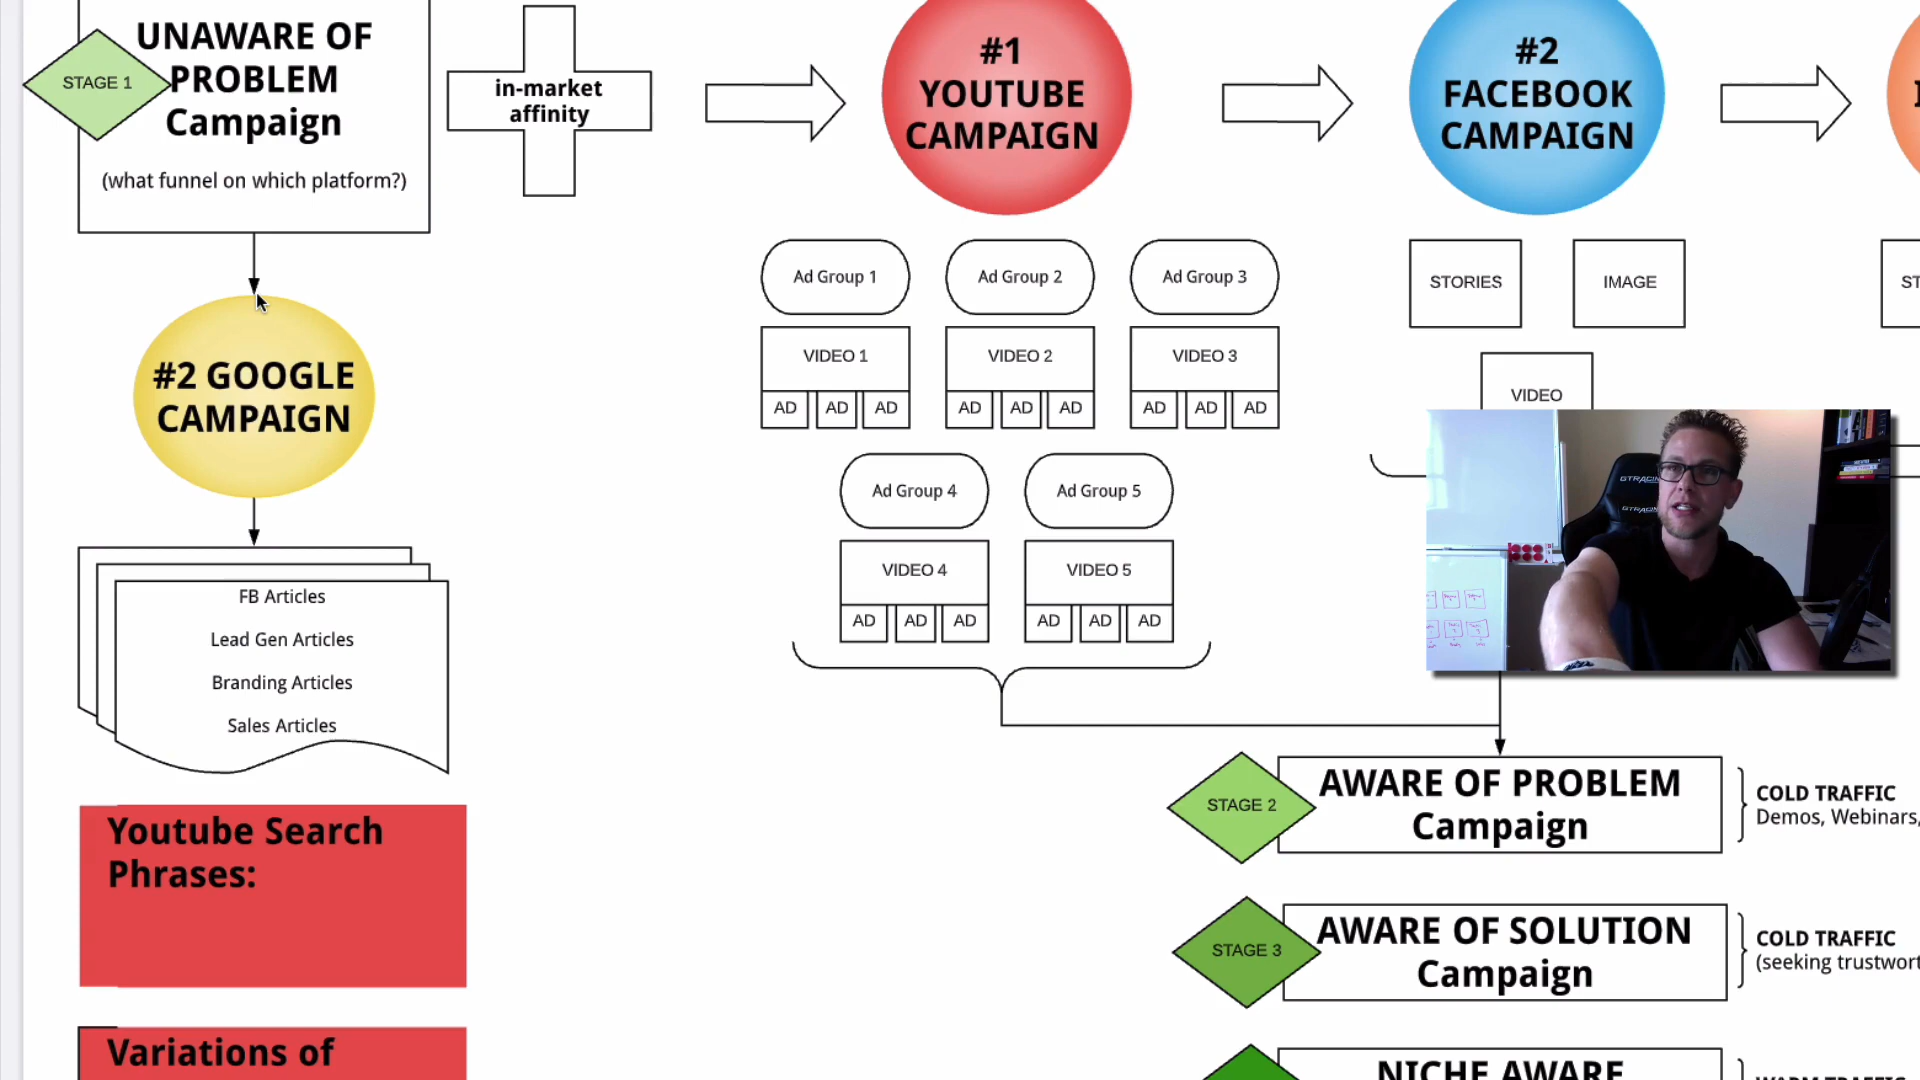 UNAWARE OF
PROBLEM
Campaign
STAGE 1
(what funnel on which platform?)
in-market
affinity
#1
YOUTUBE
CAMPAIGN
#2
FACEBOOK
CAMPAIGN
#2 GOOGLE
CAMPAIGN
Ad Group 1
Ad Group 2
Ad Group 3
VIDEO 1
VIDEO 2
VIDEO 3
AD AD AD
AD AD AD
AD AD AD
Ad Group 4
Ad Group 5
VIDEO 4
VIDEO 5
AD AD AD
AD AD AD
STORIES
IMAGE
ST
VIDEO
FB Articles
Lead Gen Articles
Branding Articles
Sales Articles
Youtube Search
Phrases:
Variations of
STAGE 2
AWARE OF PROBLEM
Campaign
COLD TRAFFIC
Demos, Webinars,
STAGE 3
AWARE OF SOLUTION
Campaign
COLD TRAFFIC
(seeking trustwort
NICHE AWARE
WARM TRAFFIC